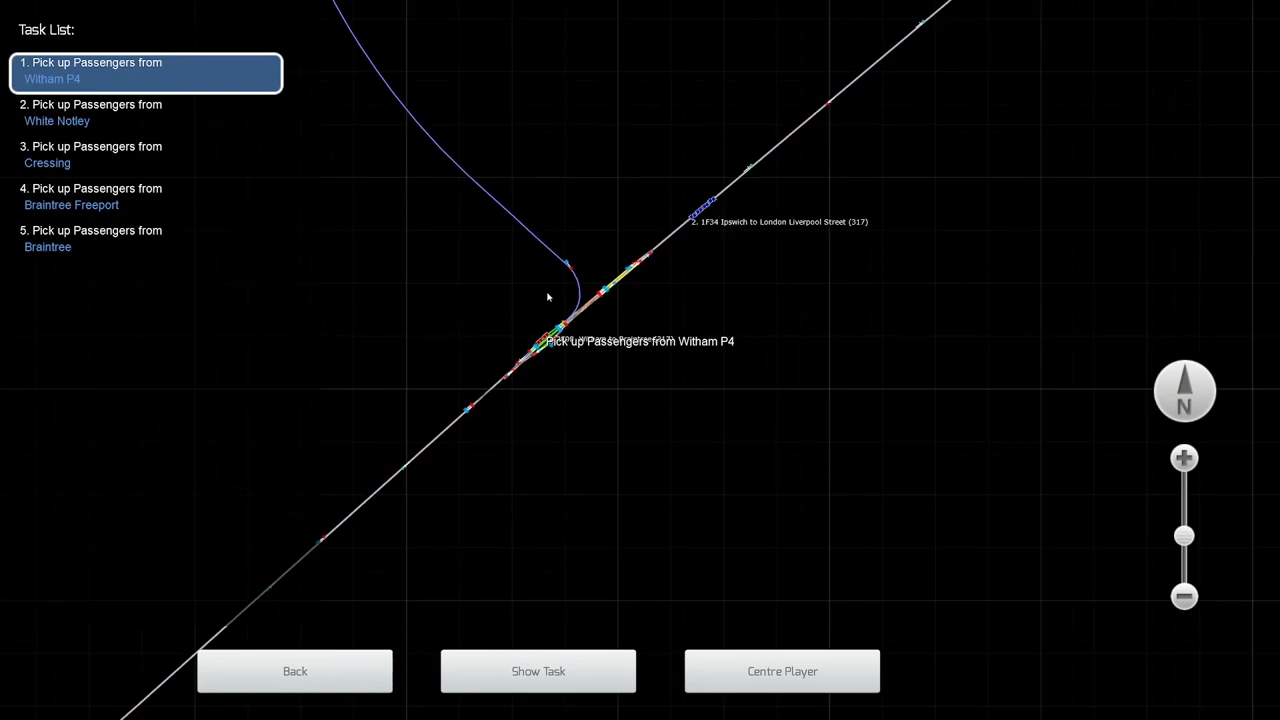 Task List:
1. Pick up Passengers from
Witham P4
2. Pick up Passengers from
White Notley
3. Pick up Passengers from
Cressing
4. Pick up Passengers from
Braintree Freeport
5. Pick up Passengers from
Braintree
2. 1F34 Ipswich to London Liverpool Street (317)
Pick up Passengers from Witham P4
N
Back
Show Task
Centre Player